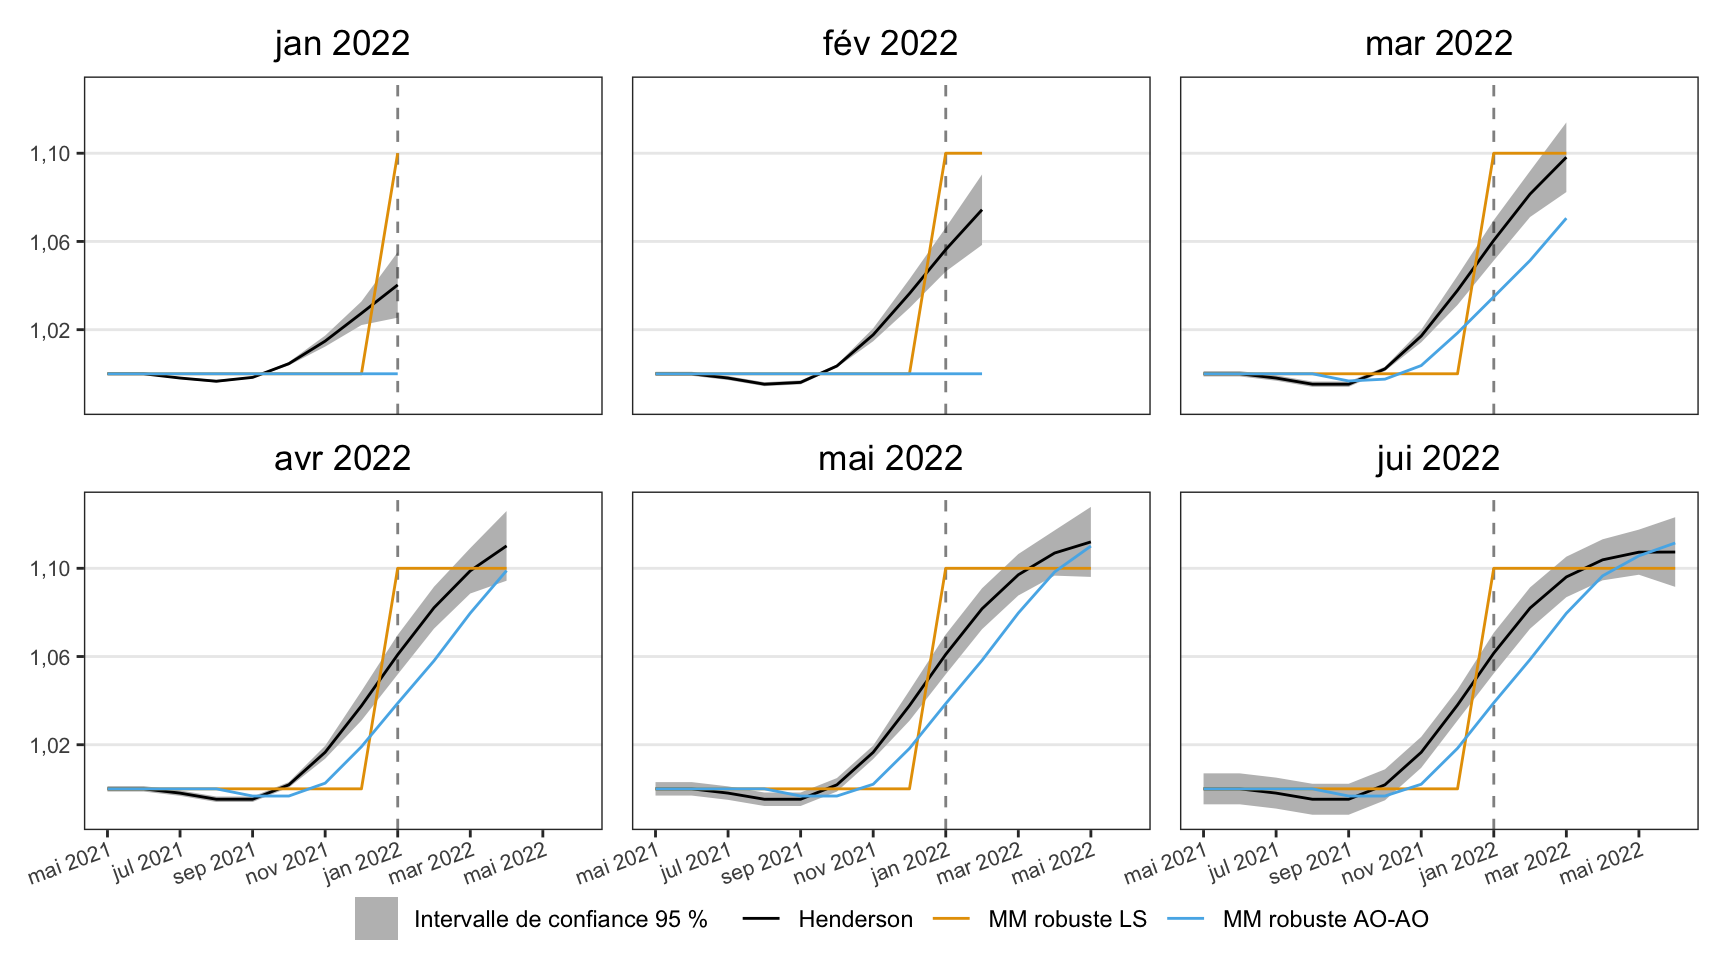 jan 2022
fév 2022
mar 2022
1,10
1,06
1,02
avr 2022
mai 2022
jui 2022
1,10
1,06
1,02
mai 2021 jul 2021 sep 2021 nov 2021 jan 2022 mar 2022 mai 2022
mai 2021 jul 2021 sep 2021 nov 2021 jan 2022 mar 2022 mai 2022
mai 2021 jul 2021 sep 2021 nov 2021 jan 2022 mar 2022 mai 2022
Intervalle de confiance 95 % Henderson MM robuste LS MM robuste AO-AO